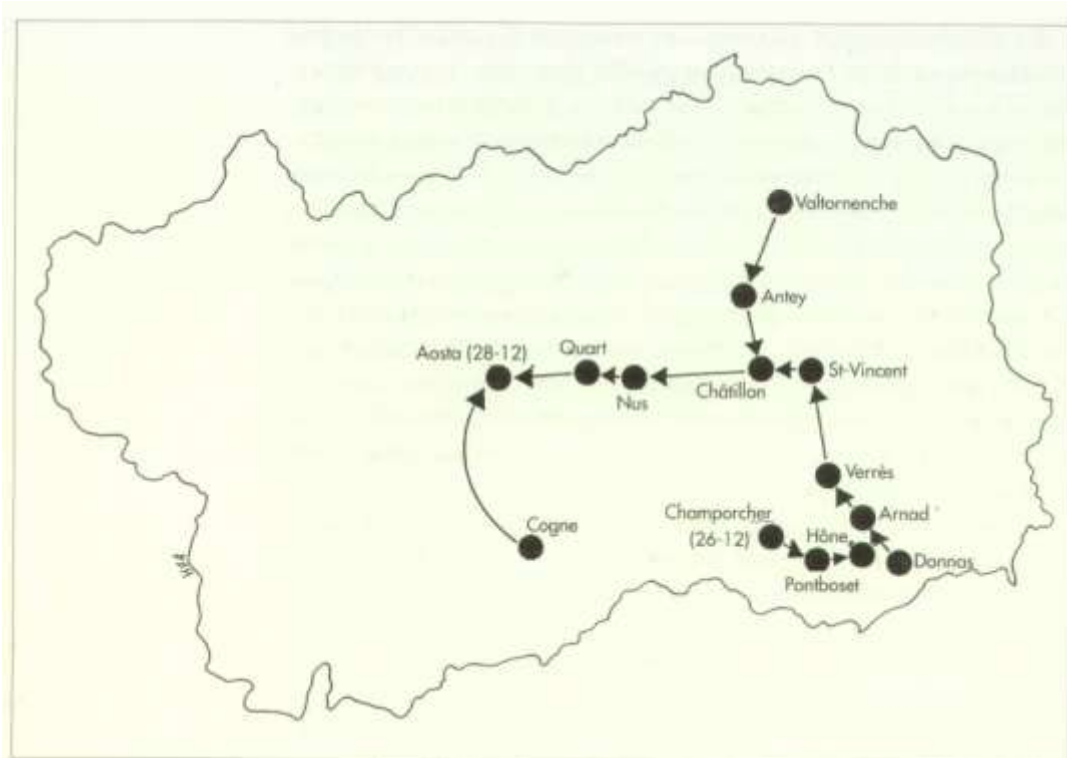 Valtornenche
Antey
Aosta (28-12)
Quart
Nus
Châtillon
St-Vincent
Verrès
Arnad
Champorcher
(26-12)
Hône
Pontboset
Donnas
Cogne